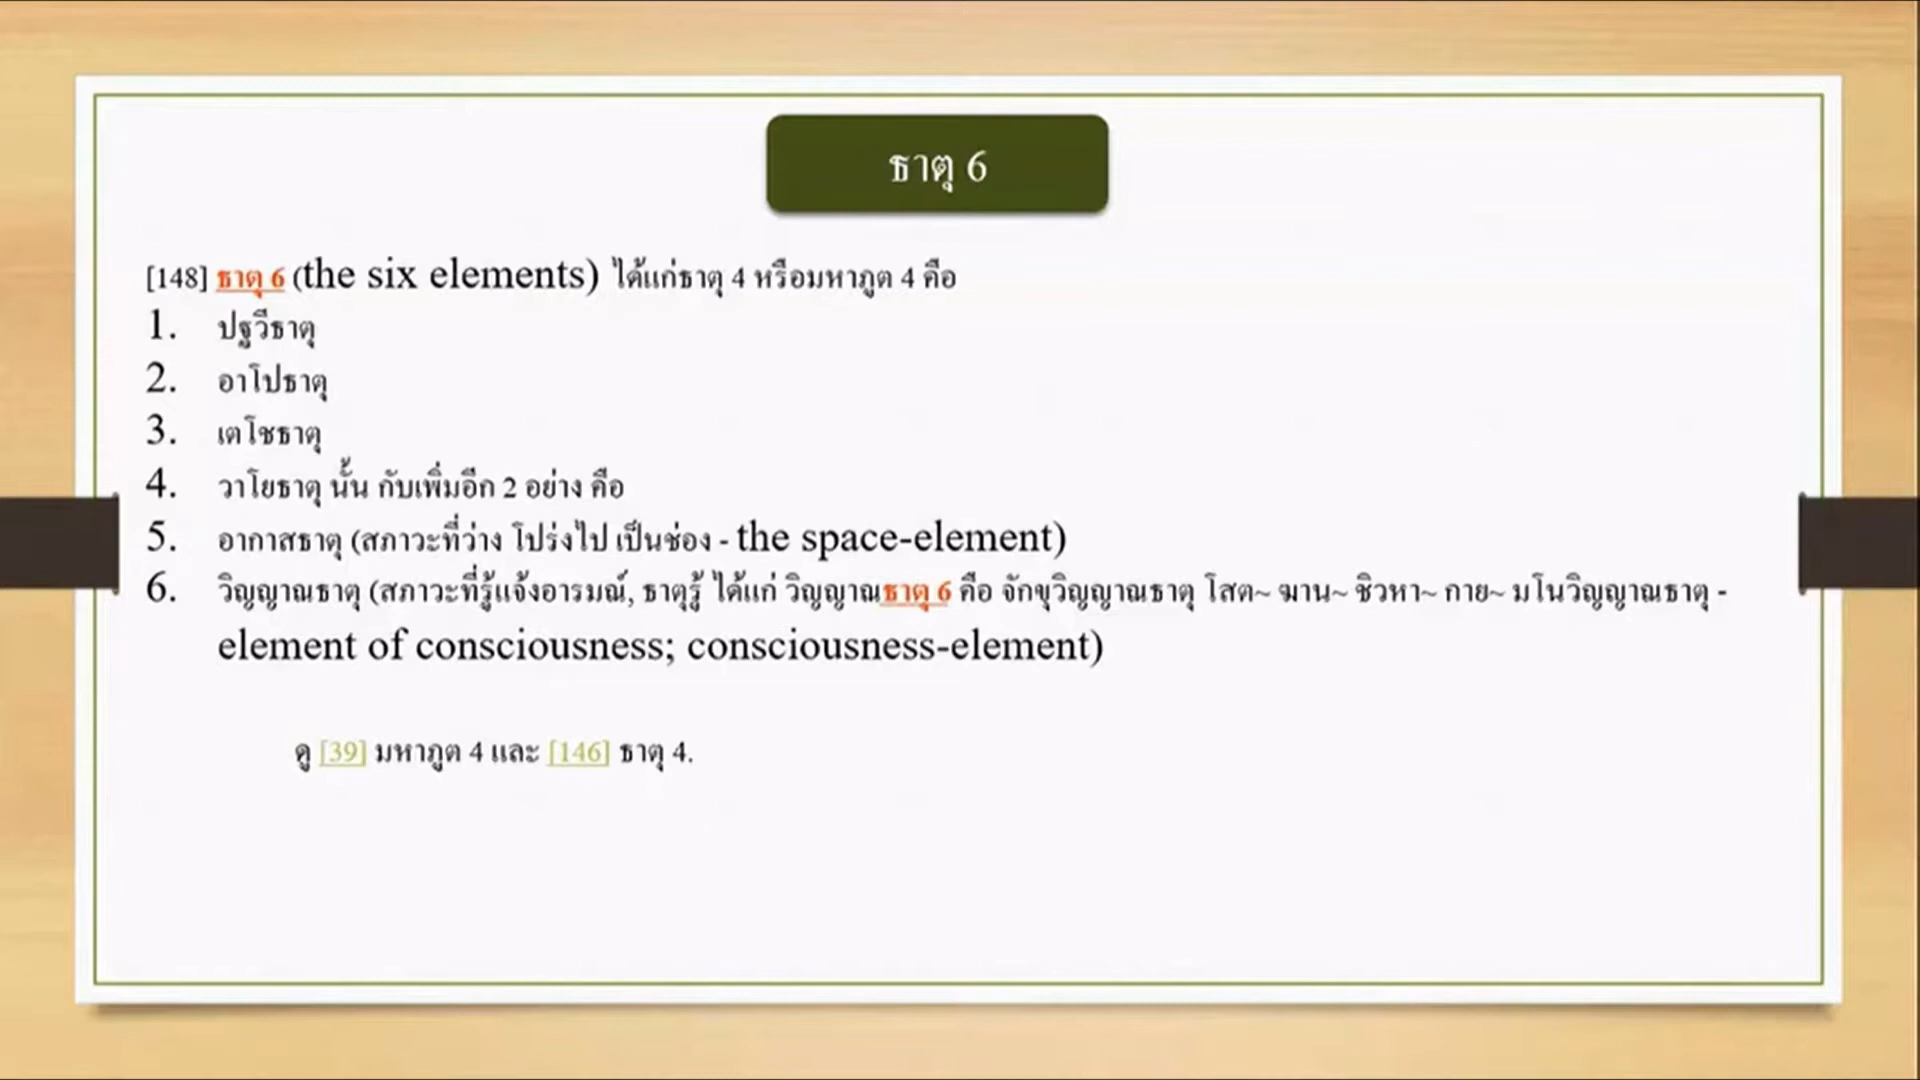 ธาตุ 6
[148] ธาตุ 6 (the six elements) ได้แก่ธาตุ 4 หรือมหาภูต 4 คือ
1. ปฐวีธาตุ
2. อาโปธาตุ
3. เตโชธาตุ
4. วาโยธาตุ นั้น กับเพิ่มอีก 2 อย่าง คือ
5. อากาสธาตุ (สภาวะที่ว่าง โปร่งไป เป็นช่อง - the space-element)
6. วิญญาณธาตุ (สภาวะที่รู้แจ้งอารมณ์, ธาตุรู้ ได้แก่ วิญญาณธาตุ 6 คือ จักขุวิญญาณธาตุ โสต~ ฆาน~ ชิวหา~ กาย~ มโนวิญญาณธาตุ -
element of consciousness; consciousness-element)
ดู [39] มหาภูต 4 และ [146] ธาตุ 4.